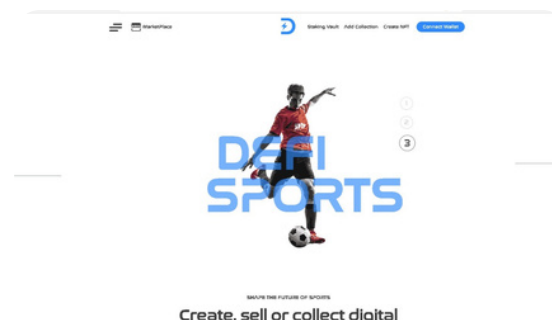 MarketPlace
Staking Vault Add Collection Create NFT Connect Wallet
1
2
3
DEFI
SPORTS
SHAPE THE FUTURE OF SPORTS
Create, sell or collect digital